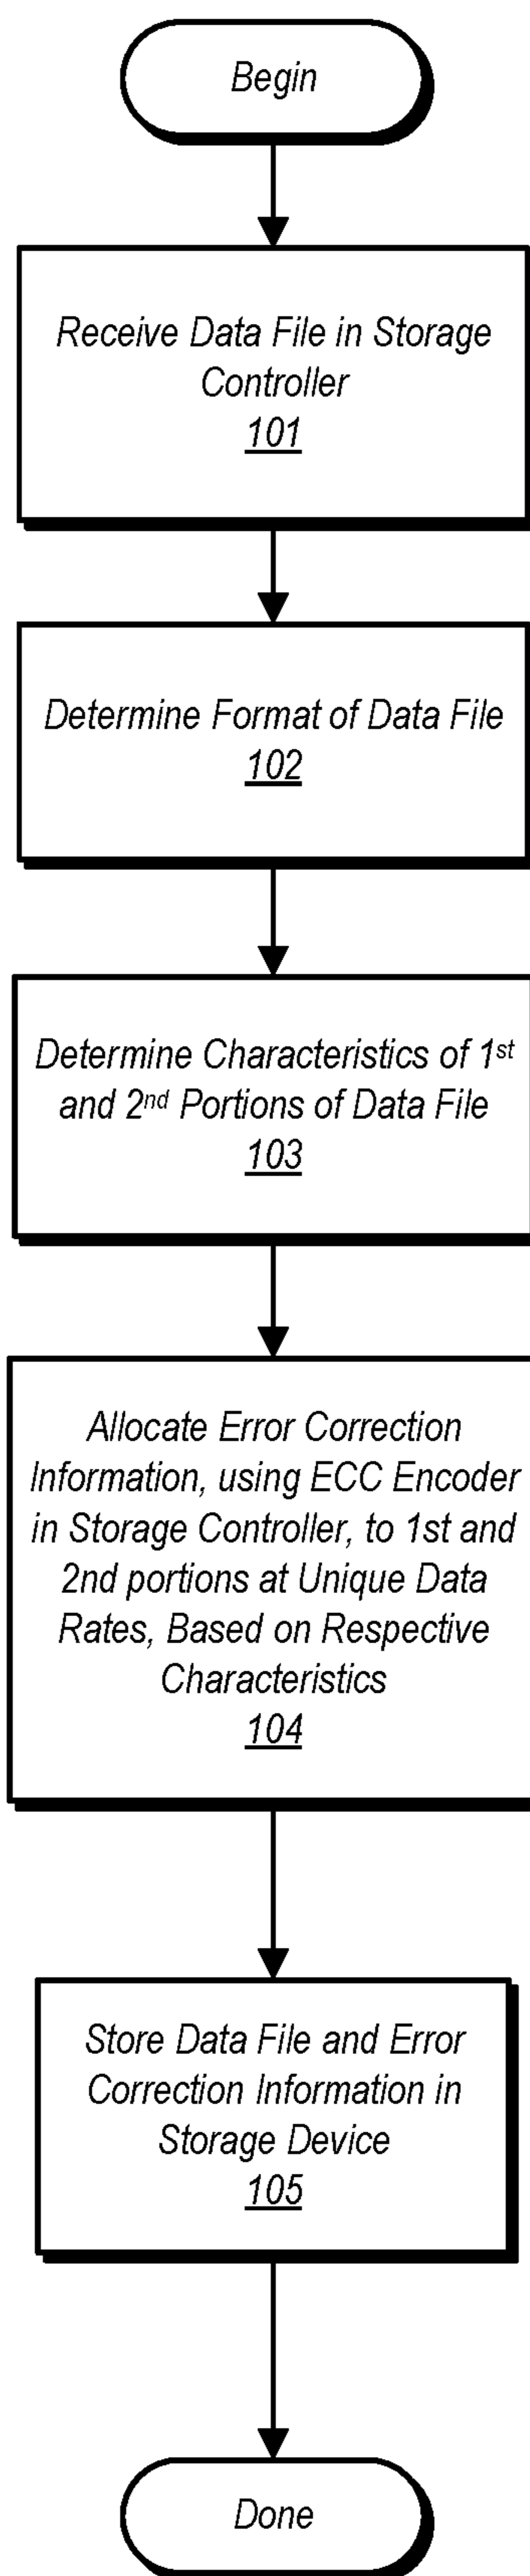 Begin
Receive Data File in Storage
Controller
101
Determine Format of Data File
102
Determine Characteristics of 1st
and 2nd Portions of Data File
103
Allocate Error Correction
Information, using ECC Encoder
in Storage Controller, to 1st and
2nd portions at Unique Data
Rates, Based on Respective
Characteristics
104
Store Data File and Error
Correction Information in
Storage Device
105
Done